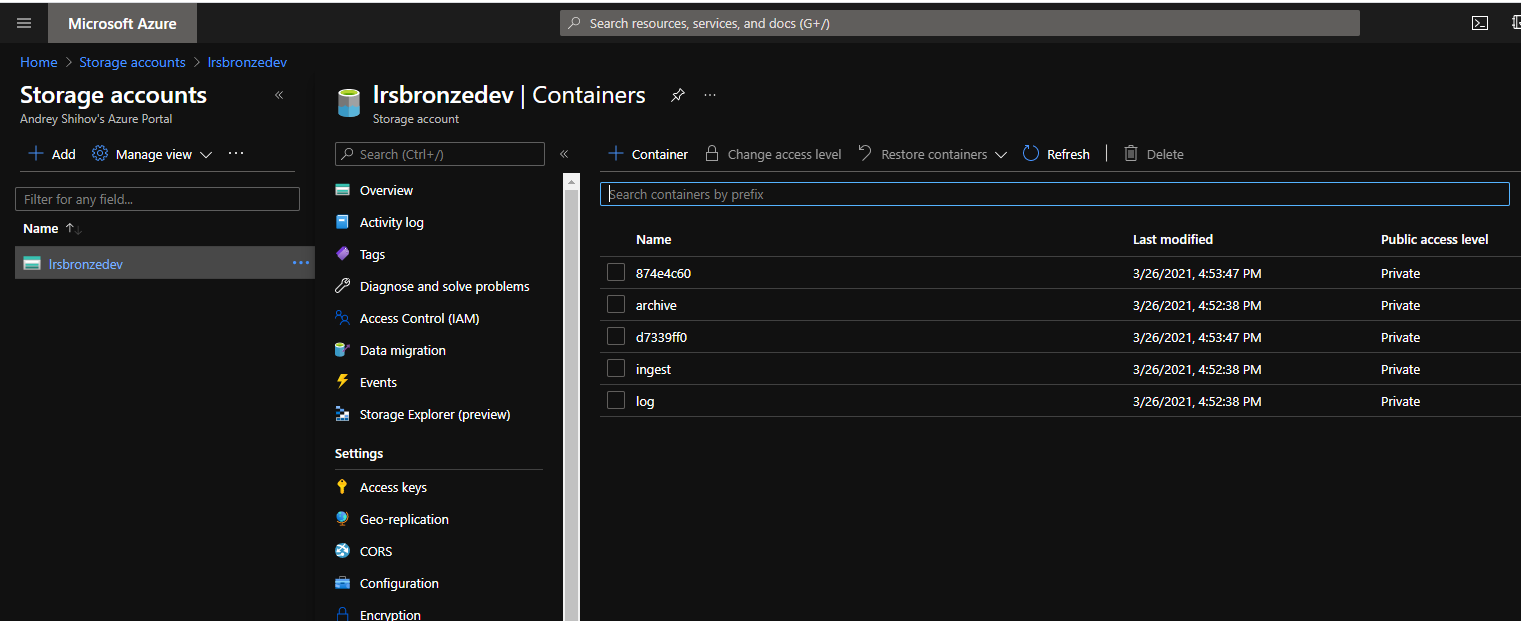 Microsoft Azure
Search resources, services, and docs (G+/)
Home > Storage accounts > lrsbronzedev
Storage accounts
Andrey Shihov's Azure Portal
+ Add Manage view ...
Filter for any field...
Name
lrsbronzedev ...
lrsbronzedev | Containers ...
Storage account
Search (Ctrl+/)
Overview
Activity log
Tags
Diagnose and solve problems
Access Control (IAM)
Data migration
Events
Storage Explorer (preview)
Settings
Access keys
Geo-replication
CORS
Configuration
Encryption
+ Container Change access level Restore containers Refresh | Delete
Search containers by prefix
Name Last modified Public access level
874e4c60 3/26/2021, 4:53:47 PM Private
archive 3/26/2021, 4:52:38 PM Private
d7339ff0 3/26/2021, 4:53:47 PM Private
ingest 3/26/2021, 4:52:38 PM Private
log 3/26/2021, 4:52:38 PM Private